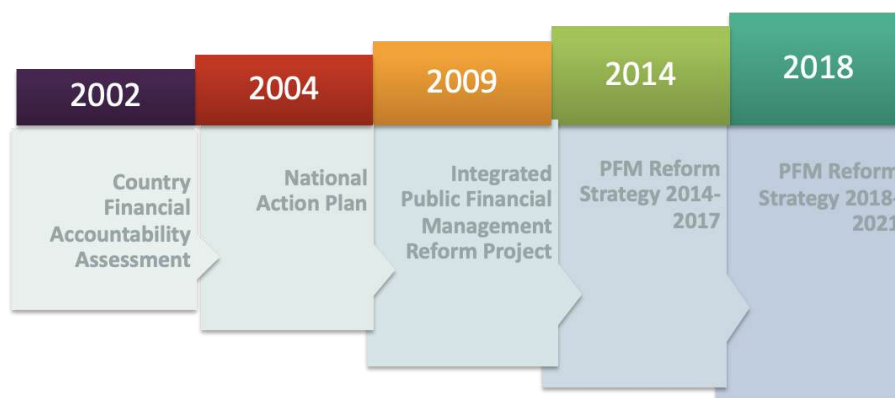 2002
Country
Financial
Accountability
Assessment
2004
National
Action Plan
2009
Integrated
Public Financial
Management
Reform Project
2014
PFM Reform
Strategy 2014-
2017
2018
PFM Reform
Strategy 2018-
2021